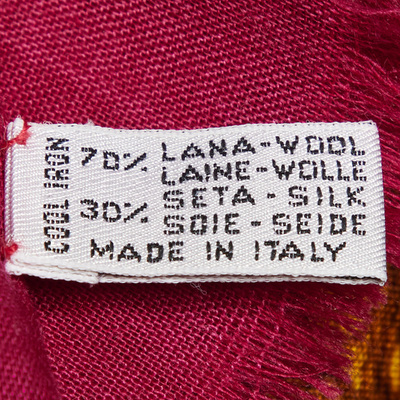 COOL IRON
70% LANA-WOOL
LAINE-WOLLE
30% SETA-SILK
SOIE-SEIDE
MADE IN ITALY